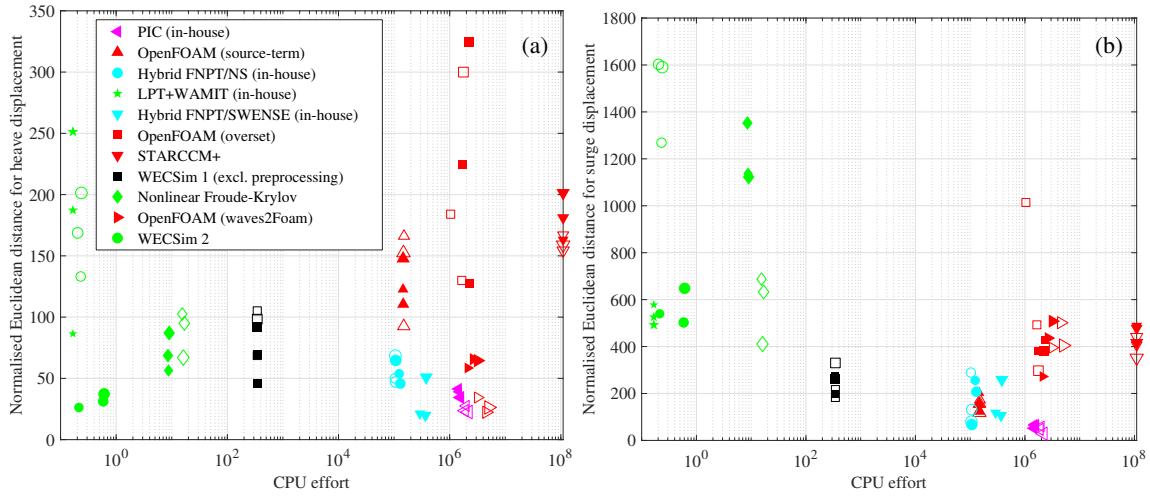 350
300
250
200
150
100
50
0
Normalised Euclidean distance for heave displacement
(a)
PIC (in-house)
OpenFOAM (source-term)
Hybrid FNPT/NS (in-house)
LPT+WAMIT (in-house)
Hybrid FNPT/SWENSE (in-house)
OpenFOAM (overset)
STARCCM+
WECSim 1 (excl. preprocessing)
Nonlinear Froude-Krylov
OpenFOAM (waves2Foam)
WECSim 2
10^0 10^2 10^4 10^6 10^8
CPU effort
1800
1600
1400
1200
1000
800
600
400
200
0
Normalised Euclidean distance for surge displacement
(b)
10^0 10^2 10^4 10^6 10^8
CPU effort